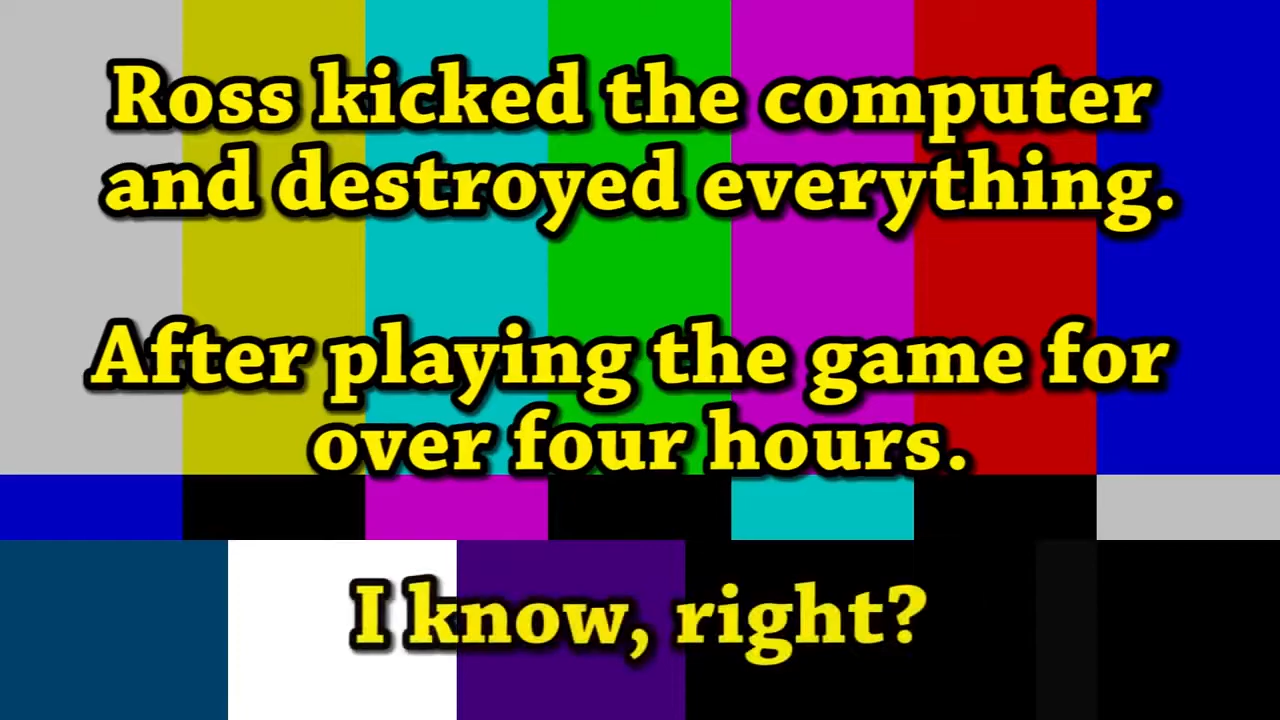 Ross kicked the computer
and destroyed everything.
After playing the game for
over four hours.
I know, right?